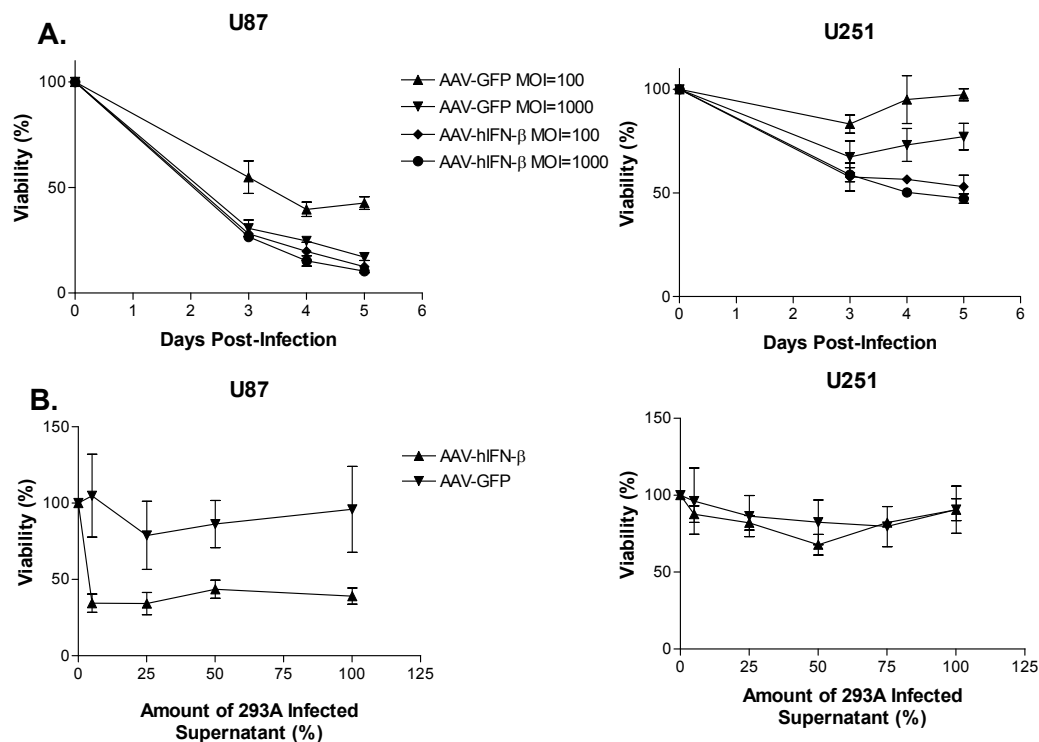 A.
U87
Viability (%)
100
50
0
0 1 2 3 4 5 6
Days Post-Infection
AAV-GFP MOI=100
AAV-GFP MOI=1000
AAV-hIFN-β MOI=100
AAV-hIFN-β MOI=1000
U251
Viability (%)
100
50
0
0 1 2 3 4 5 6
Days Post-Infection
B.
U87
Viability (%)
150
100
50
0
0 25 50 75 100 125
Amount of 293A Infected
Supernatant (%)
AAV-hIFN-β
AAV-GFP
U251
Viability (%)
150
100
50
0
0 25 50 75 100 125
Amount of 293A Infected
Supernatant (%)